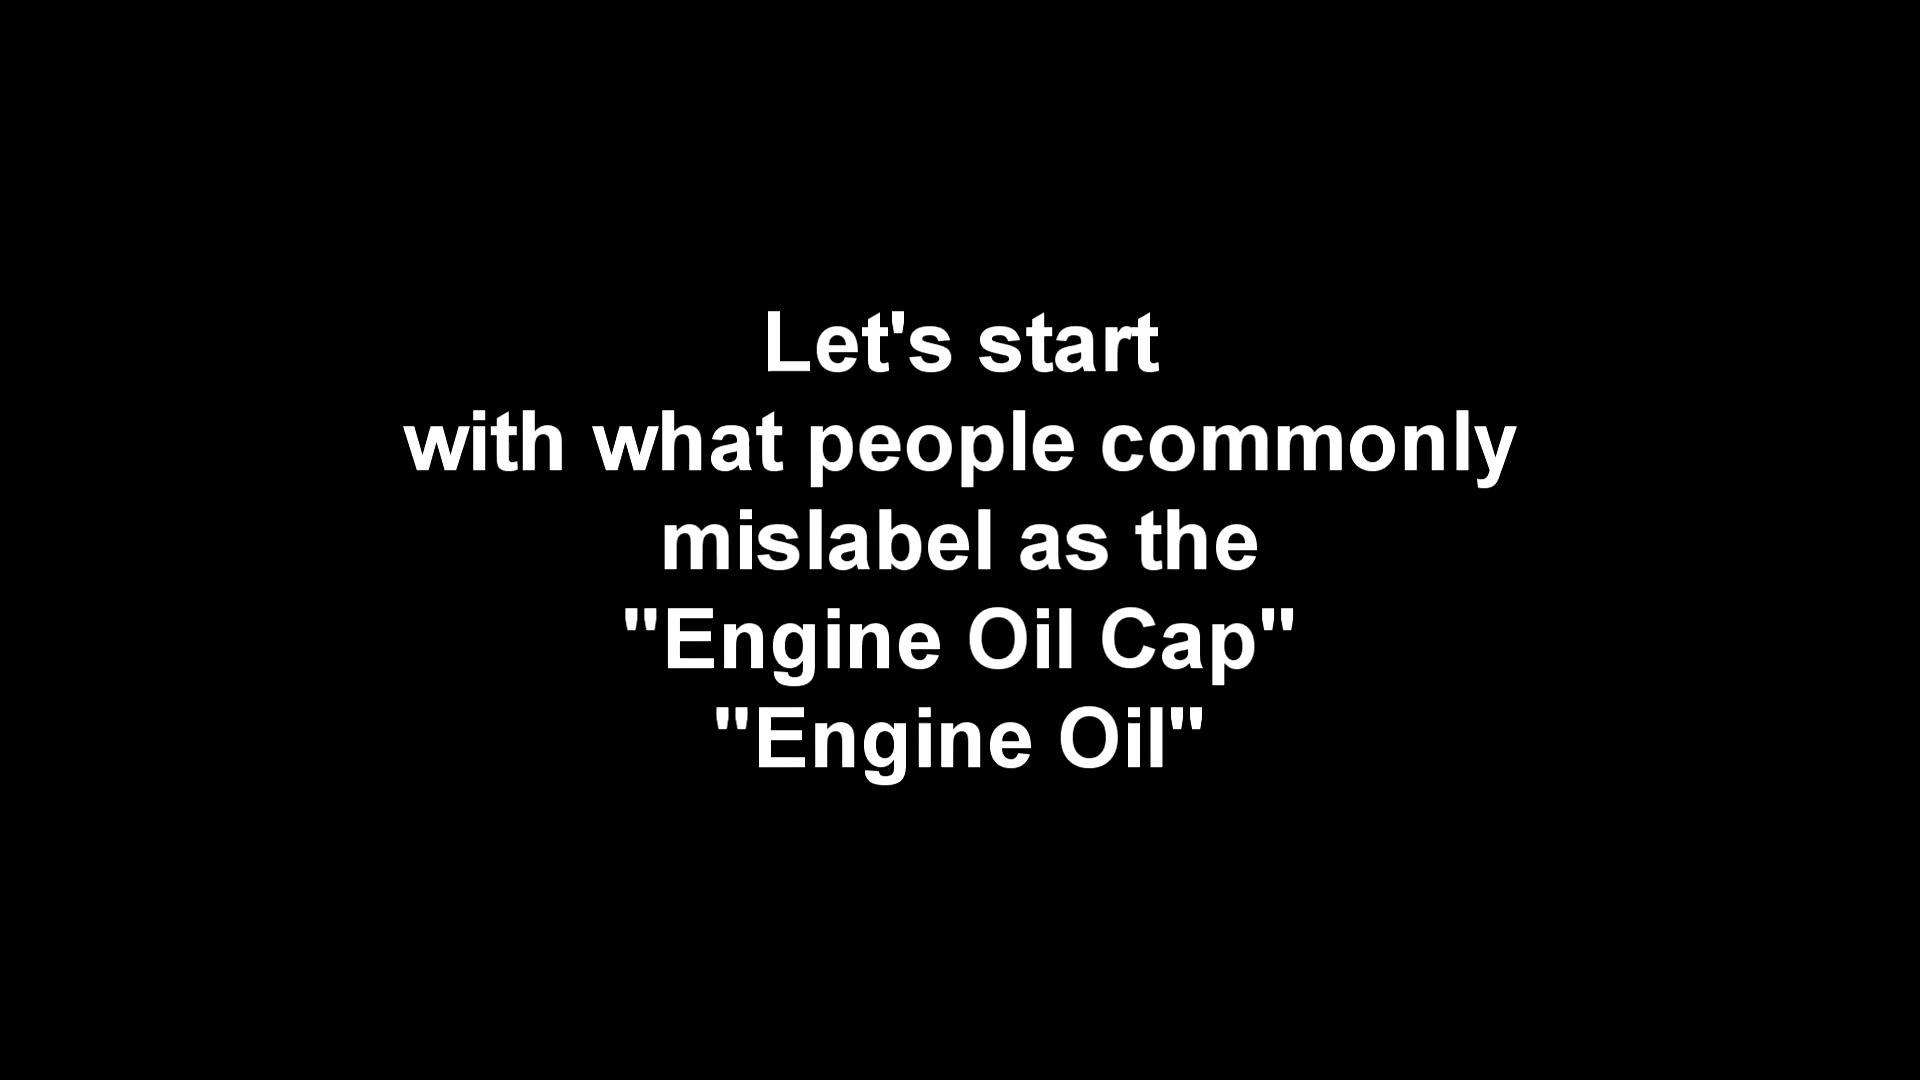 Let's start
with what people commonly
mislabel as the
"Engine Oil Cap"
"Engine Oil"